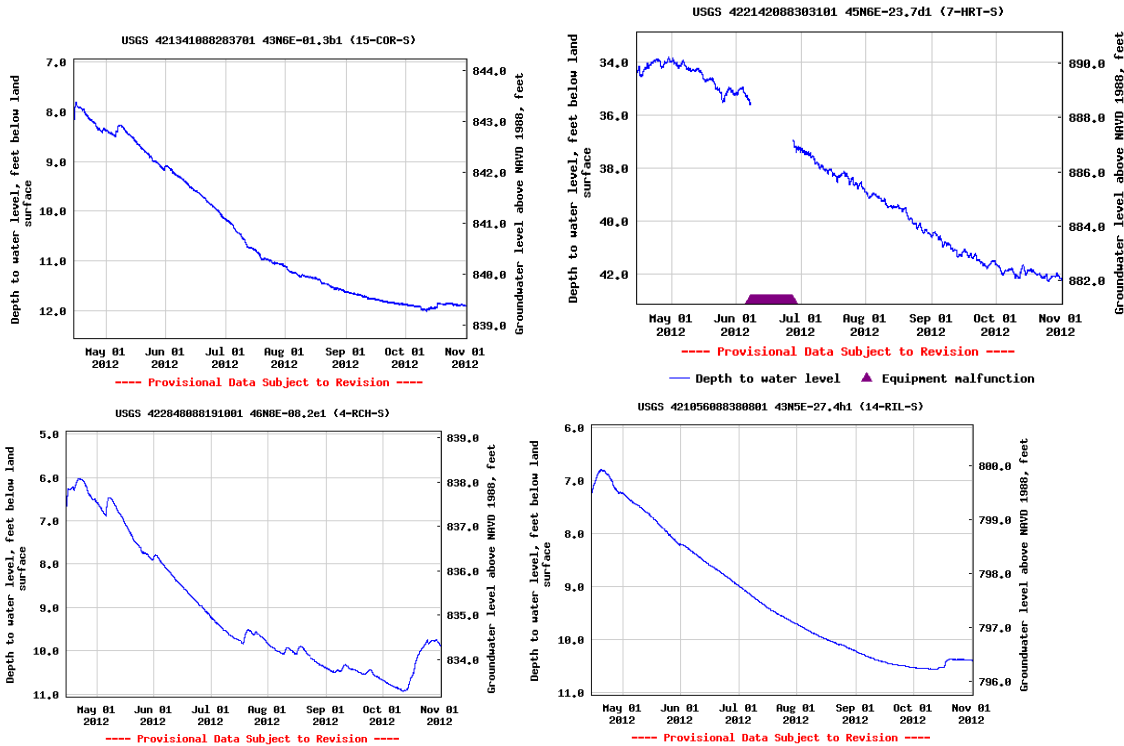 USGS 421341088283701 43N6E-01.3b1 (15-COR-S)
Depth to water level, feet below land
surface
7.0
8.0
9.0
10.0
11.0
12.0
844.0
843.0
842.0
841.0
840.0
839.0
Groundwater level above NAVD 1988, feet
May 01 Jun 01 Jul 01 Aug 01 Sep 01 Oct 01 Nov 01
2012 2012 2012 2012 2012 2012 2012
---- Provisional Data Subject to Revision ----
USGS 422142088303101 45N6E-23.7d1 (7-HRT-S)
Depth to water level, feet below land
surface
34.0
36.0
38.0
40.0
42.0
890.0
888.0
886.0
884.0
882.0
Groundwater level above NAVD 1988, feet
May 01 Jun 01 Jul 01 Aug 01 Sep 01 Oct 01 Nov 01
2012 2012 2012 2012 2012 2012 2012
---- Provisional Data Subject to Revision ----
Depth to water level Equipment malfunction
USGS 422848088191001 46N8E-08.2e1 (4-RCH-S)
Depth to water level, feet below land
surface
5.0
6.0
7.0
8.0
9.0
10.0
11.0
839.0
838.0
837.0
836.0
835.0
834.0
Groundwater level above NAVD 1988, feet
May 01 Jun 01 Jul 01 Aug 01 Sep 01 Oct 01 Nov 01
2012 2012 2012 2012 2012 2012 2012
---- Provisional Data Subject to Revision ----
USGS 421056088380801 43N5E-27.4h1 (14-RIL-S)
Depth to water level, feet below land
surface
6.0
7.0
8.0
9.0
10.0
11.0
800.0
799.0
798.0
797.0
796.0
Groundwater level above NAVD 1988, feet
May 01 Jun 01 Jul 01 Aug 01 Sep 01 Oct 01 Nov 01
2012 2012 2012 2012 2012 2012 2012
---- Provisional Data Subject to Revision ----